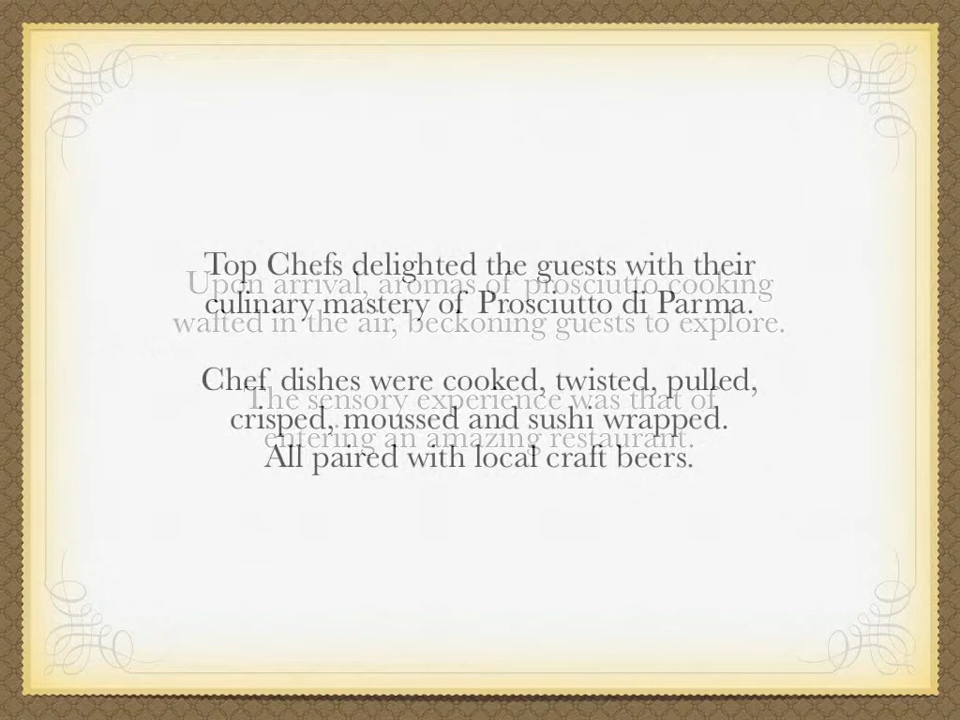 Top Chefs delighted the guests with their
culinary mastery of Prosciutto di Parma.
Chef dishes were cooked, twisted, pulled,
crisped, moussed and sushi wrapped.
All paired with local craft beers.
Upon arrival, aromas of prosciutto cooking
wafted in the air, beckoning guests to explore.
The sensory experience was that of
entering an amazing restaurant.